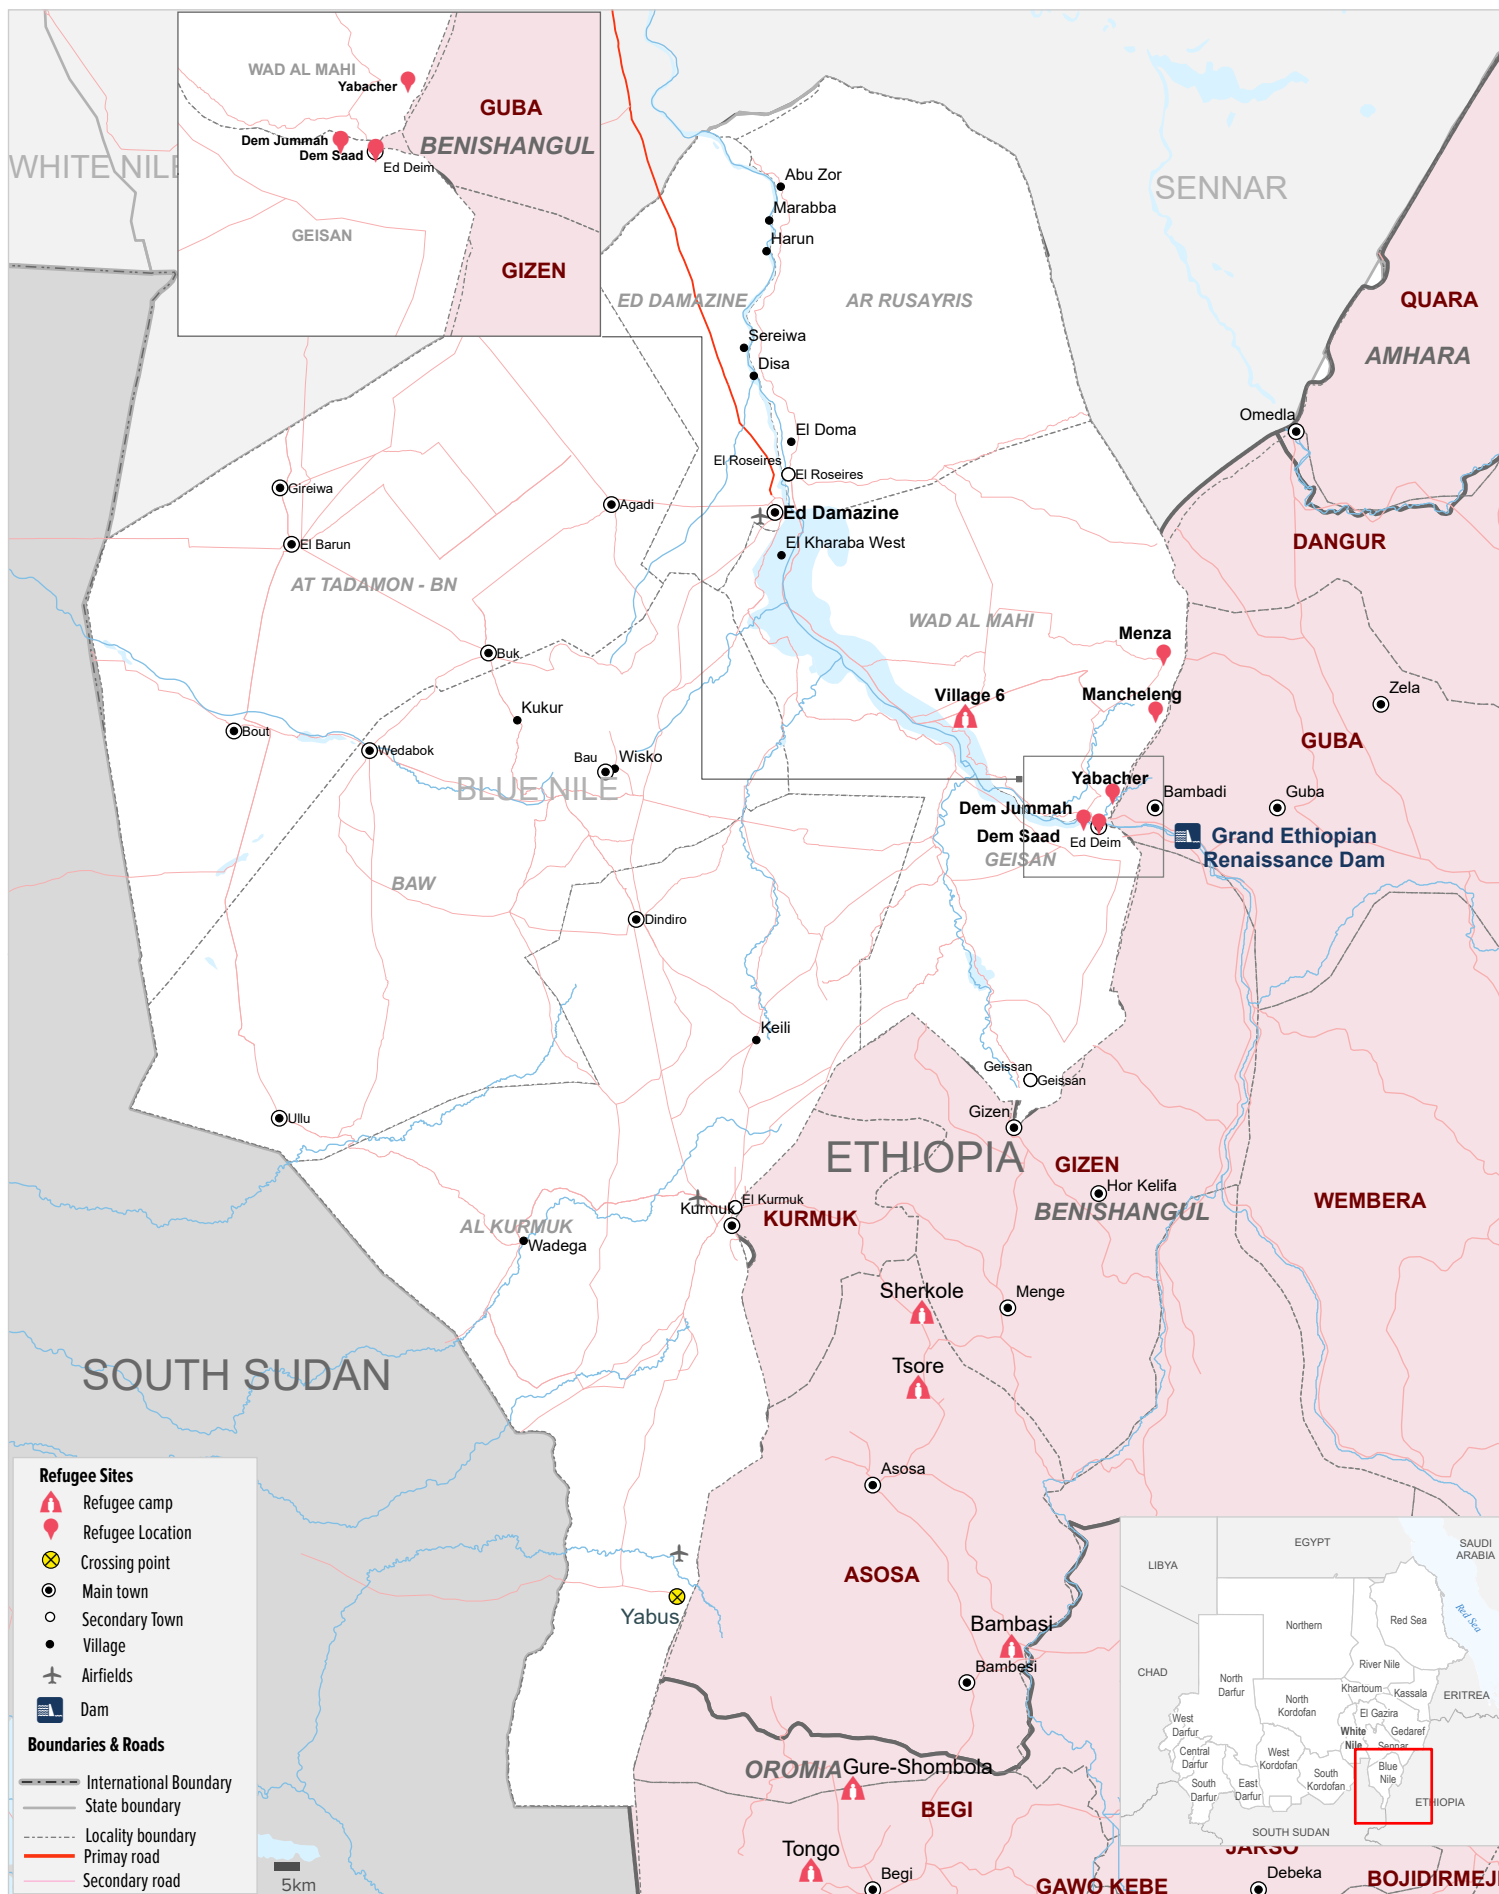 WAD AL MAHI
Yabacher
GUBA
BENISHANGUL
Dem Jummah
Dem Saad
Ed Deim
GEISAN
GIZEN
WHITE NILE
SENNAR
Abu Zor
Marabba
Harun
ED DAMAZINE
AR RUSAYRIS
QUARA
AMHARA
Sereiwa
Disa
Omedla
El Doma
El Roseires
El Roseires
Gireiwa
Agadi
Ed Damazine
El Barun
El Kharaba West
DANGUR
AT TADAMON - BN
WAD AL MAHI
Menza
Buk
Village 6
Mancheleng
Zela
Kukur
Bout
Wedabok
GUBA
Bau
Wisko
BLUE NILE
Yabacher
Bambadi
Guba
Dem Jummah
Dem Saad
Ed Deim
Grand Ethiopian
Renaissance Dam
GEISAN
BAW
Dindiro
Keili
Geissan
Geissan
Gizen
Ullu
ETHIOPIA
GIZEN
Hor Kelifa
WEMBERA
El Kurmuk
Kurmuk
KURMUK
BENISHANGUL
AL KURMUK
Wadega
Sherkole
Menge
Tsore
SOUTH SUDAN
Asosa
ASOSA
Yabus
Bambasi
Bambesi
OROMIA
Gure-Shombola
BEGI
Tongo
Begi
GAWO KEBE
JARSO
Debeka
BOJIDIRMEJI
Refugee Sites
Refugee camp
Refugee Location
Crossing point
Main town
Secondary Town
Village
Airfields
Dam
Boundaries & Roads
International Boundary
State boundary
Locality boundary
Primay road
Secondary road
5km
EGYPT
SAUDI
ARABIA
LIBYA
Red Sea
Northern
Red Sea
River Nile
CHAD
North
Darfur
Khartoum
Kassala
ERITREA
North
Kordofan
El Gazira
West
Darfur
White
Nile
Gedaref
Sennar
Central
Darfur
West
Kordofan
South
Kordofan
Blue
Nile
South
Darfur
East
Darfur
ETHIOPIA
SOUTH SUDAN